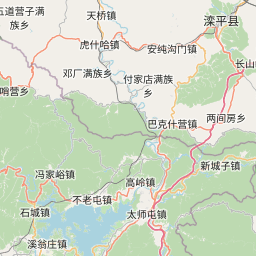 五道营子满
族乡
天桥镇
滦平县
虎什哈镇
安纯沟门镇
长山
邓厂满族乡
付家店满族
乡
哨营乡
巴克什营镇
两间房乡
新城子镇
冯家峪镇
高岭镇
不老屯镇
石城镇
太师屯镇
溪翁庄镇